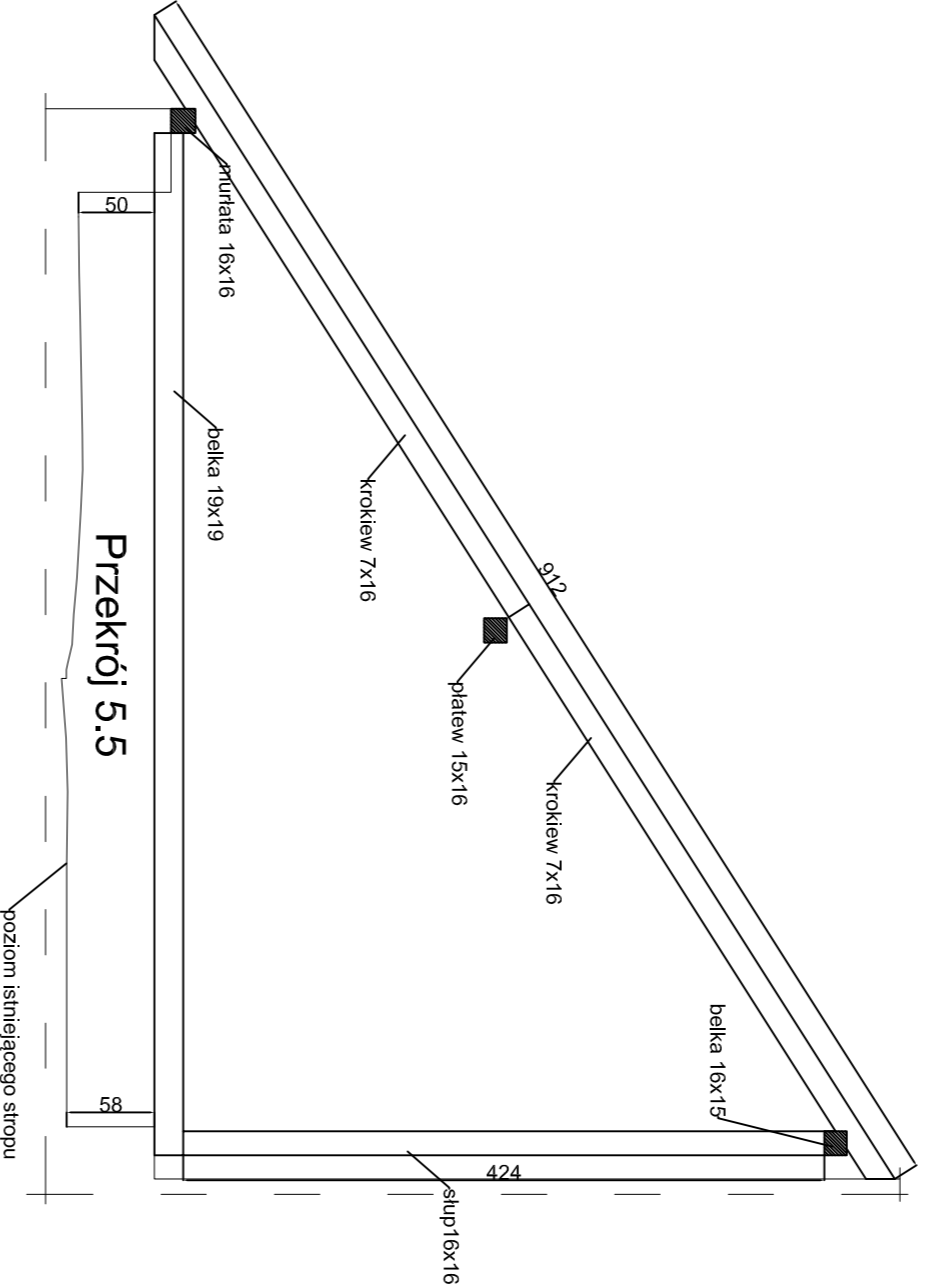 912
belka 16x15
murłata 16x16
50
krokiew 7x16
belka 19x19
płatew 15x16
krokiew 7x16
424
słup16x16
Przekrój 5.5
58
poziom istniejącego stropu